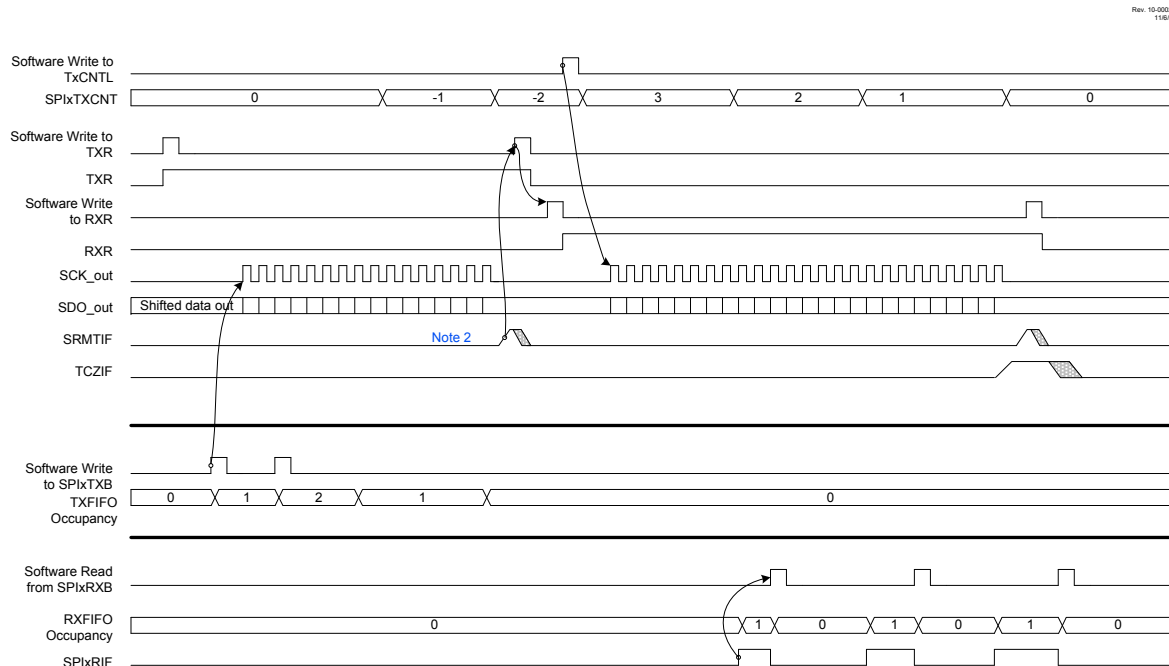 Rev. 10-000
11/6/
Software Write to
TxCNTL
SPIxTXCNT 0 -1 -2 3 2 1 0
Software Write to
TXR
TXR
Software Write
to RXR
RXR
SCK_out
SDO_out Shifted data out
SRMTIF Note 2
TCZIF
Software Write
to SPIxTXB
TXFIFO 0 1 2 1 0
Occupancy
Software Read
from SPIxRXB
RXFIFO 0 1 0 1 0 1 0
Occupancy
SPIxRIF